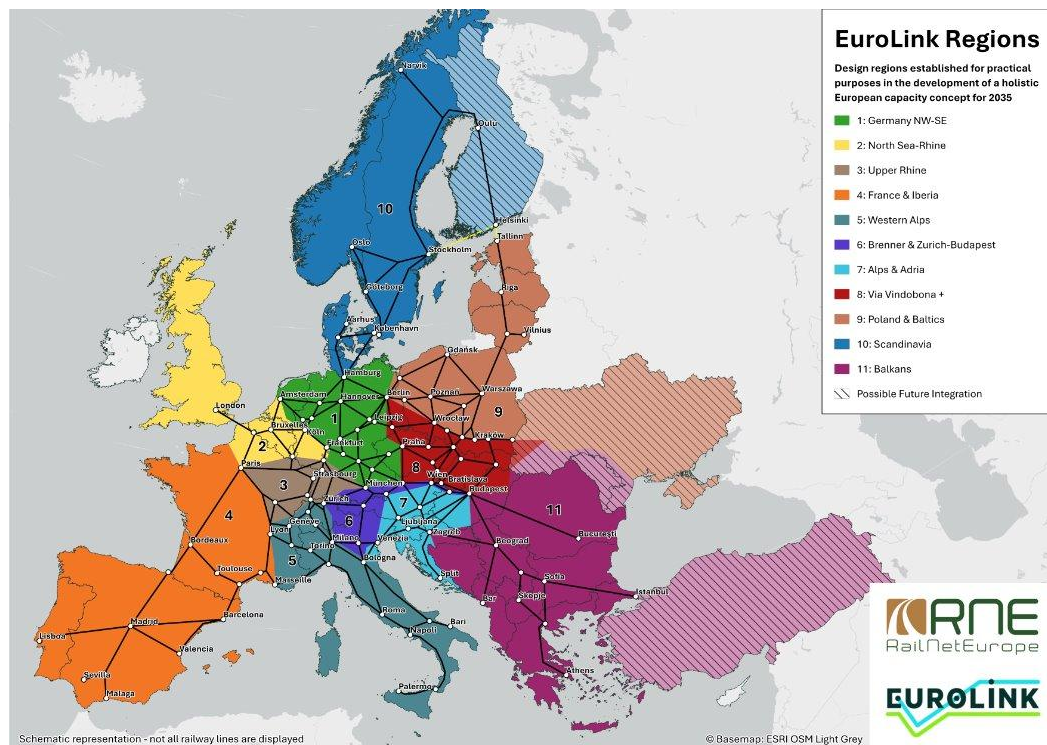 EuroLink Regions
Design regions established for practical
purposes in the development of a holistic
European capacity concept for 2035
1: Germany NW-SE
2: North Sea-Rhine
3: Upper Rhine
4: France & Iberia
5: Western Alps
6: Brenner & Zurich-Budapest
7: Alps & Adria
8: Via Vindobona +
9: Poland & Baltics
10: Scandinavia
11: Balkans
Possible Future Integration
Narvik
Oulu
10
Helsinki
Tallinn
Oslo
Stockholm
Göteborg
Riga
Aarhus
København
Vilnius
Gdańsk
Hamburg
Amsterdam
Hannover
Berlin
Poznań
Warszawa
London
1
Leipzig
Wrocław
9
Bruxelles
Köln
2
Frankfurt
Praha
Kraków
Paris
8
Strasbourg
Wien
Bratislava
3
München
Budapest
Zürich
7
4
6
11
Genève
Ljubljana
Lyon
Zagreb
Milano
Venezia
București
Bordeaux
Torino
Beograd
5
Bologna
Toulouse
Marseille
Split
Sofia
Istanbul
Bar
Skopje
Barcelona
Roma
Madrid
Bari
Napoli
Lisboa
Valencia
Athens
Sevilla
Palermo
Malaga
RNE
RailNetEurope
EUROLINK
Schematic representation - not all railway lines are displayed
© Basemap: ESRI OSM Light Grey